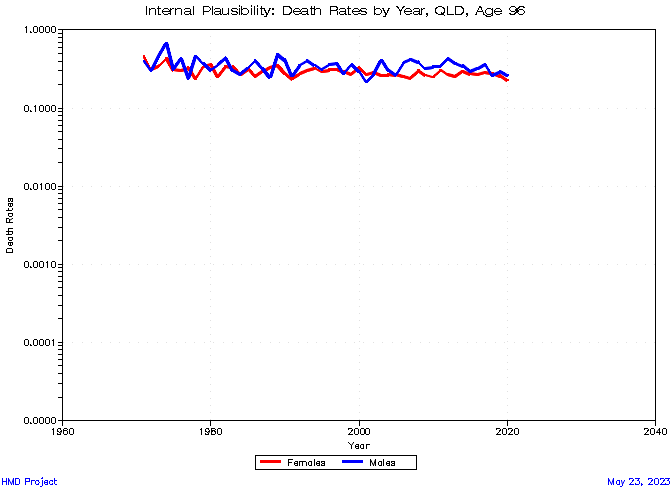 Internal Plausibility: Death Rates by Year, QLD, Age 96
1.0000
0.1000
0.0100
0.0010
0.0001
0.0000
Death Rates
1960
1980
2000
2020
2040
Year
Females
Males
HMD Project
May 23, 2023